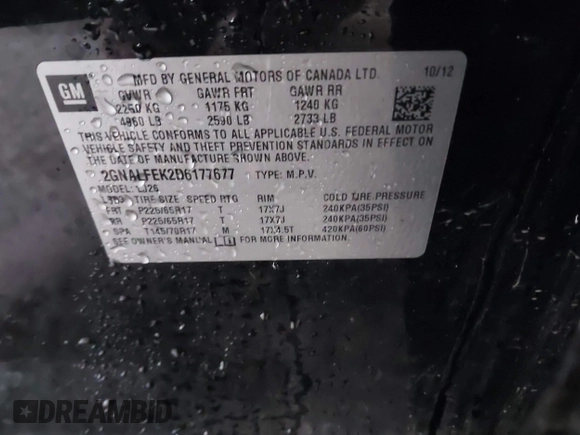 GM
MFD BY GENERAL MOTORS OF CANADA LTD. 10/12
GVWR GAWR FRT GAWR RR
2250 KG 1175 KG 1240 KG
4960 LB 2590 LB 2733 LB
THIS VEHICLE CONFORMS TO ALL APPLICABLE U.S. FEDERAL MOTOR
VEHICLE SAFETY AND THEFT PREVENTION STANDARDS IN EFFECT ON
THE DATE OF MANUFACTURE SHOWN ABOVE.
2GNALFEK2D6177677 TYPE: M.P.V.
MODEL:
TIRE SIZE SPEED RTG RIM COLD TIRE PRESSURE
FRT P225/65R17 17X7J 240KPA(35PSI)
RR P225/65R17 17X7J 240KPA(35PSI)
SPA T145/70R17 M 17X4.5T 420KPA(60PSI)
SEE OWNER'S MANUAL FOR MORE INFORMATION.
DREAMBID